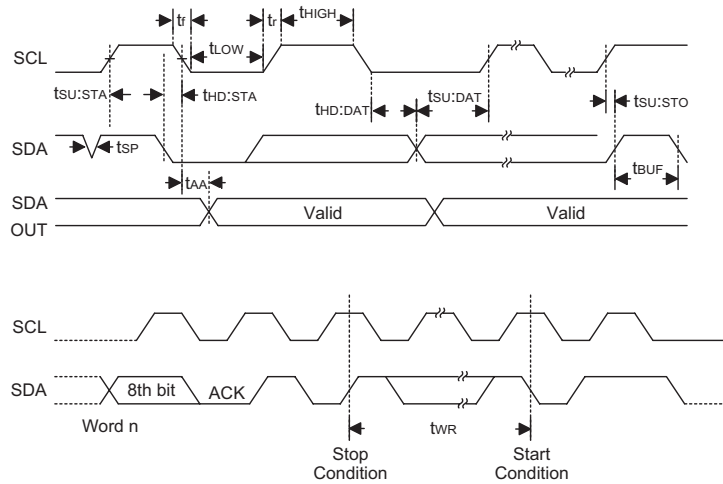 tf
tr
tHIGH
SCL
tLOW
tSU:STA
tHD:STA
tHD:DAT
tSU:DAT
tSU:STO
SDA
tSP
tBUF
tAA
SDA
OUT
Valid
Valid
SCL
SDA
8th bit
ACK
Word n
tWR
Stop
Condition
Start
Condition